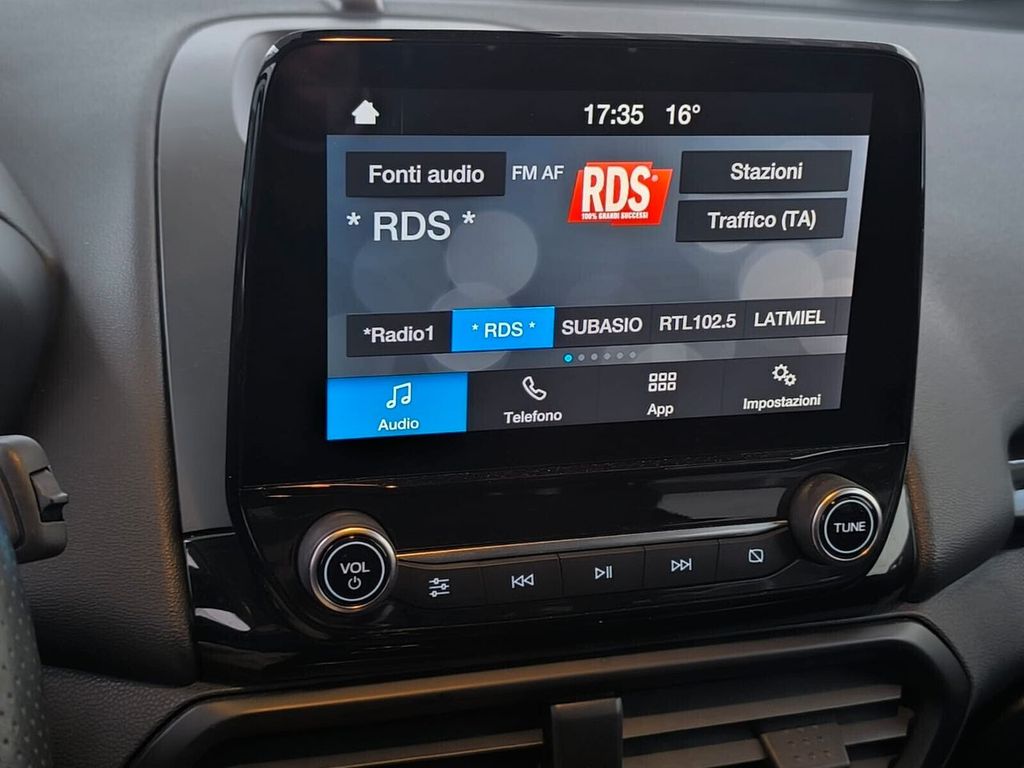 17:35 16°
Fonti audio FM AF RDS® Stazioni
100% GRANDI SUCCESSI
* RDS * Traffico (TA)
*Radio1 * RDS * SUBASIO RTL102.5 LATMIEL
Audio Telefono App Impostazioni
VOL TUNE